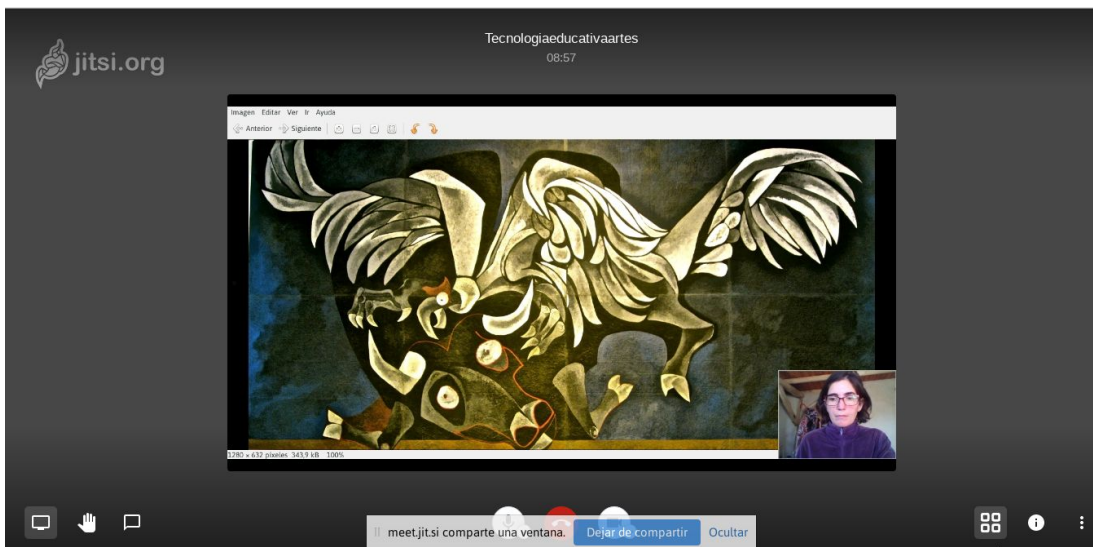 jitsi.org
Tecnologiaeducativaartes
08:57
Imagen Editar Ver Ir Ayuda
Anterior Siguiente
1280 × 632 píxeles 343,9 kB 100%
meet.jit.si comparte una ventana. Dejar de compartir Ocultar